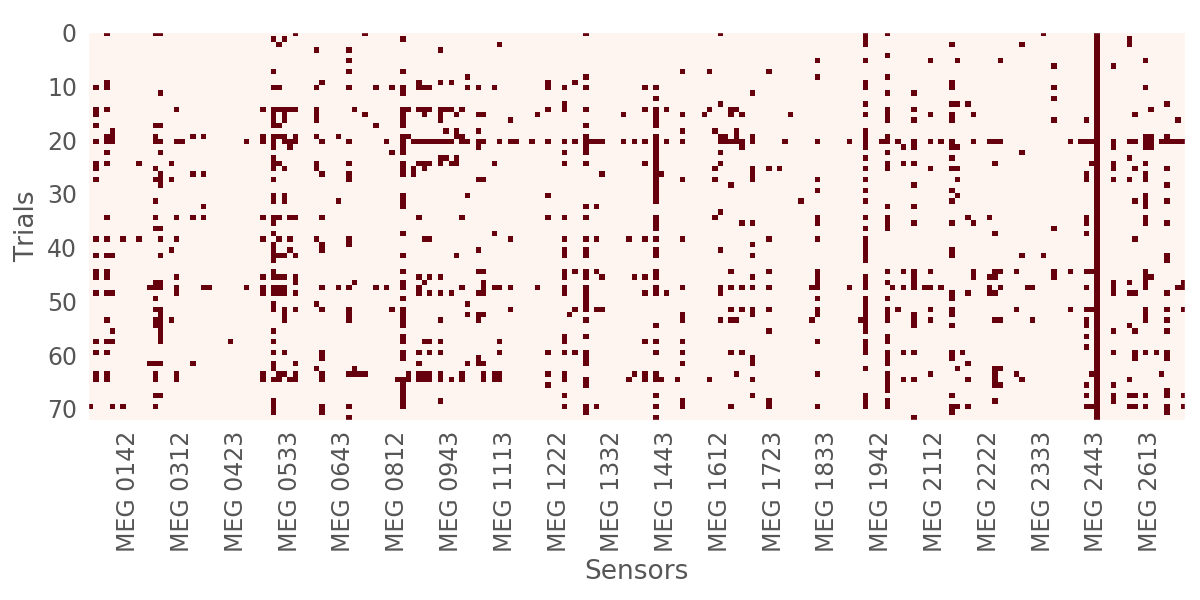 0
10
20
30
40
50
60
70
Trials
MEG 0142
MEG 0312
MEG 0423
MEG 0533
MEG 0643
MEG 0812
MEG 0943
MEG 1113
MEG 1222
MEG 1332
MEG 1443
MEG 1612
MEG 1723
MEG 1833
MEG 1942
MEG 2112
MEG 2222
MEG 2333
MEG 2443
MEG 2613
Sensors